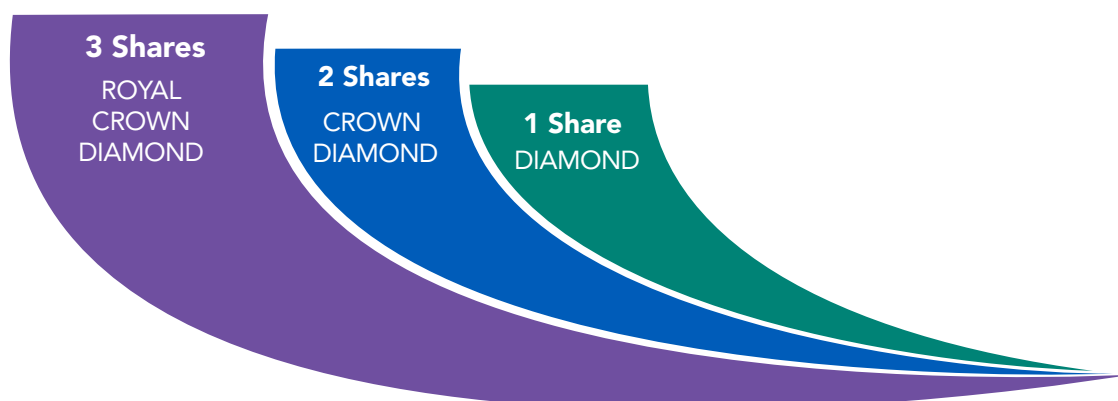 3 Shares
ROYAL
CROWN
DIAMOND
2 Shares
CROWN
DIAMOND
1 Share
DIAMOND